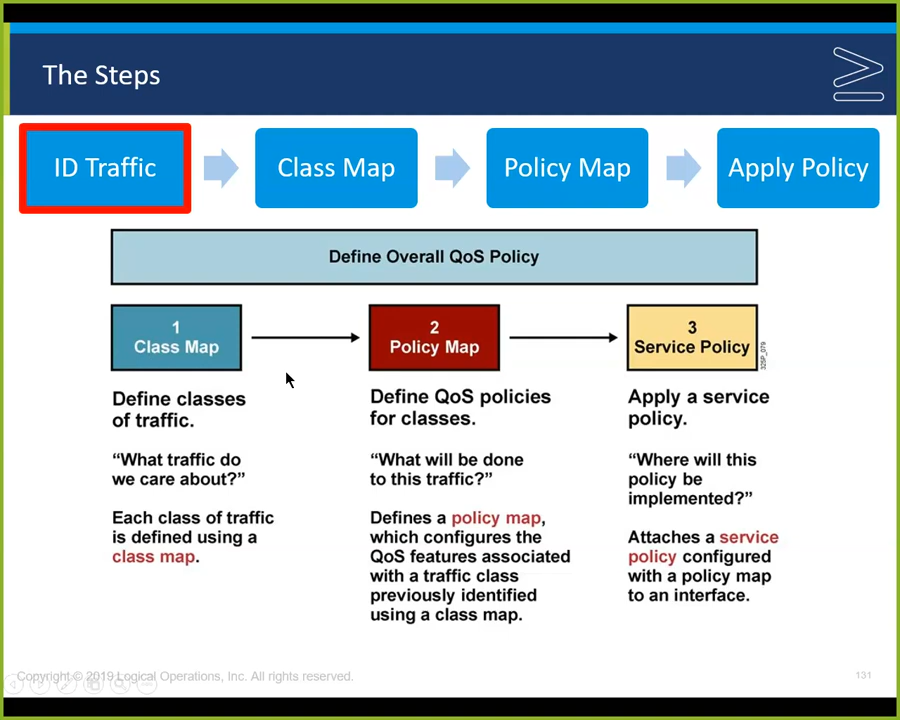 The Steps
ID Traffic
Class Map
Policy Map
Apply Policy
Define Overall QoS Policy
1
Class Map
2
Policy Map
3
Service Policy
325P_079
Define classes
of traffic.
“What traffic do
we care about?”
Each class of traffic
is defined using a
class map.
Define QoS policies
for classes.
“What will be done
to this traffic?”
Defines a policy map,
which configures the
QoS features associated
with a traffic class
previously identified
using a class map.
Apply a service
policy.
“Where will this
policy be
implemented?”
Attaches a service
policy configured
with a policy map
to an interface.
Copyright © 2019 Logical Operations, Inc. All rights reserved.
131